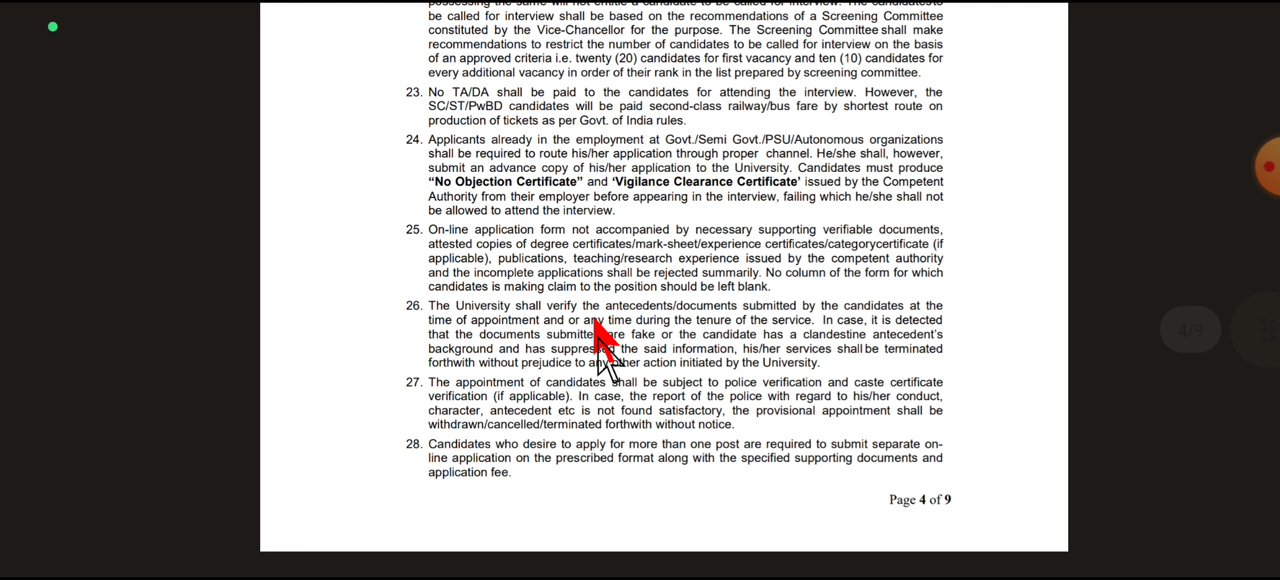 be called for interview shall be based on the recommendations of a Screening Committee
constituted by the Vice-Chancellor for the purpose. The Screening Committee shall make
recommendations to restrict the number of candidates to be called for interview on the basis
of an approved criteria i.e. twenty (20) candidates for first vacancy and ten (10) candidates for
every additional vacancy in order of their rank in the list prepared by screening committee.
23. No TA/DA shall be paid to the candidates for attending the interview. However, the
SC/ST/PwBD candidates will be paid second-class railway/bus fare by shortest route on
production of tickets as per Govt. of India rules.
24. Applicants already in the employment at Govt./Semi Govt./PSU/Autonomous organizations
shall be required to route his/her application through proper channel. He/she shall, however,
submit an advance copy of his/her application to the University. Candidates must produce
“No Objection Certificate” and ‘Vigilance Clearance Certificate’ issued by the Competent
Authority from their employer before appearing in the interview, failing which he/she shall not
be allowed to attend the interview.
25. On-line application form not accompanied by necessary supporting verifiable documents,
attested copies of degree certificates/mark-sheet/experience certificates/categorycertificate (if
applicable), publications, teaching/research experience issued by the competent authority
and the incomplete applications shall be rejected summarily. No column of the form for which
candidates is making claim to the position should be left blank.
26. The University shall verify the antecedents/documents submitted by the candidates at the
time of appointment and or any time during the tenure of the service. In case, it is detected
that the documents submitted are fake or the candidate has a clandestine antecedent’s
background and has suppressed the said information, his/her services shall be terminated
forthwith without prejudice to any other action initiated by the University.
27. The appointment of candidates shall be subject to police verification and caste certificate
verification (if applicable). In case, the report of the police with regard to his/her conduct,
character, antecedent etc is not found satisfactory, the provisional appointment shall be
withdrawn/cancelled/terminated forthwith without notice.
28. Candidates who desire to apply for more than one post are required to submit separate on-
line application on the prescribed format along with the specified supporting documents and
application fee.
Page 4 of 9
4/9